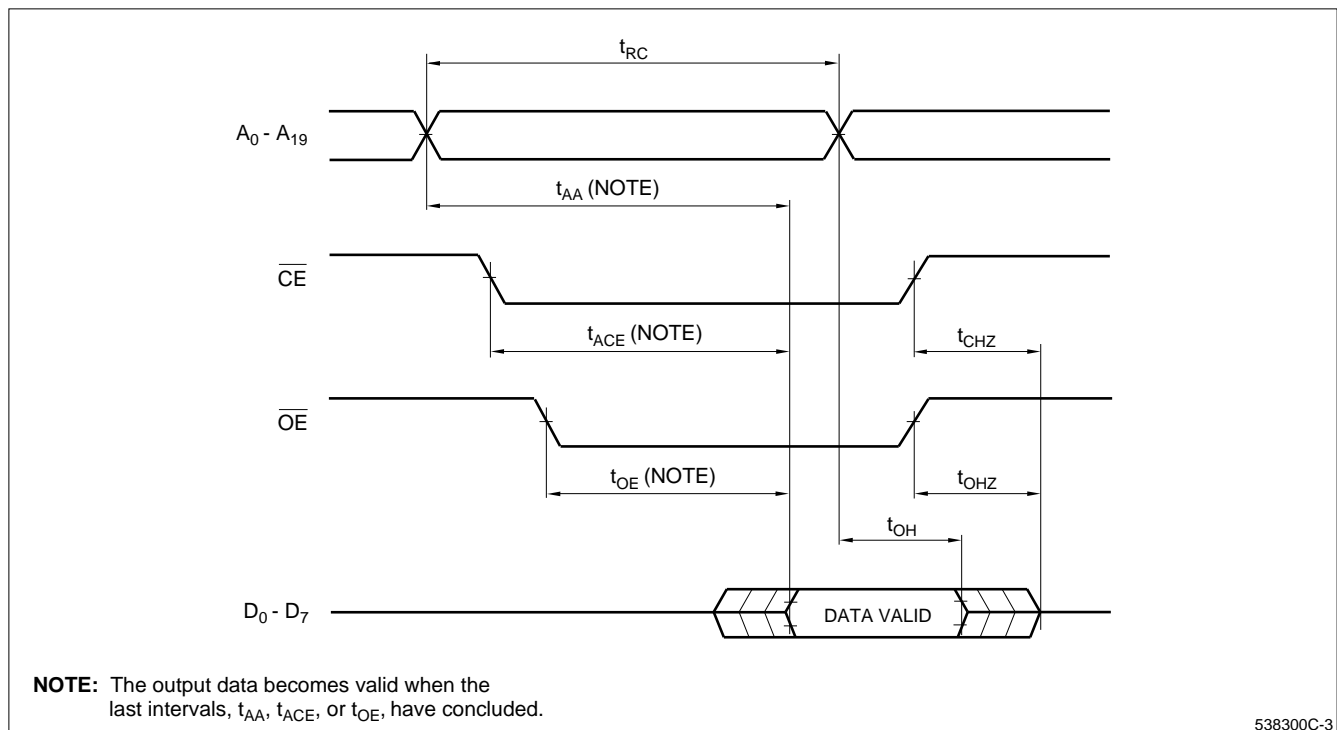 tRC
A0 - A19
tAA (NOTE)
CE
tACE (NOTE)
tCHZ
OE
tOE (NOTE)
tOHZ
tOH
D0 - D7
DATA VALID
NOTE: The output data becomes valid when the
last intervals, tAA, tACE, or tOE, have concluded.
538300C-3